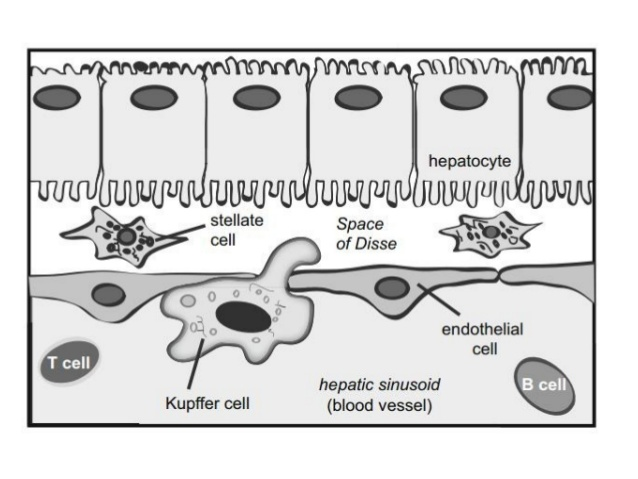 hepatocyte
stellate
cell
Space
of Disse
endothelial
cell
T cell
B cell
Kupffer cell
hepatic sinusoid
(blood vessel)